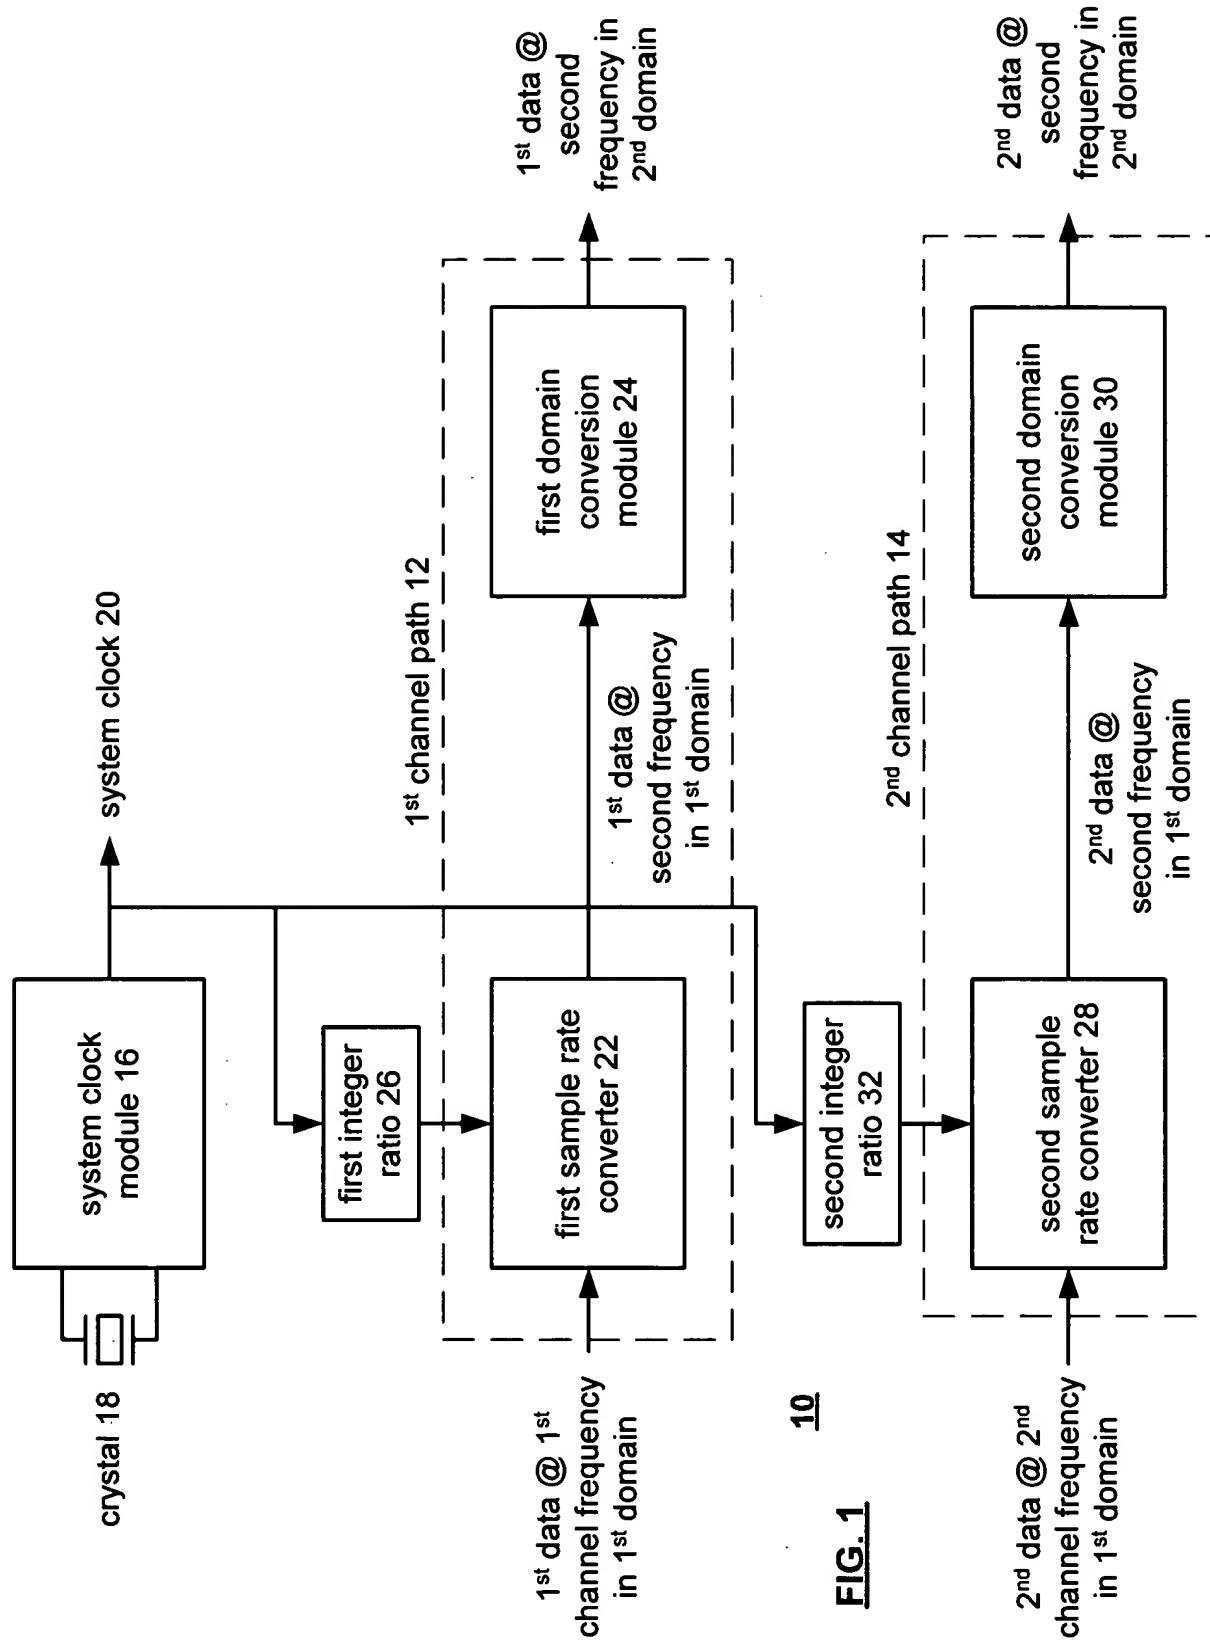 crystal 18
system clock
module 16
system clock 20
first integer
ratio 26
1st channel path 12
1st data @ 1st
channel frequency
in 1st domain
first sample rate
converter 22
1st data @
second frequency
in 1st domain
first domain
conversion
module 24
1st data @
second
frequency in
2nd domain
10
second integer
ratio 32
2nd channel path 14
2nd data @ 2nd
channel frequency
in 1st domain
second sample
rate converter 28
2nd data @
second frequency
in 1st domain
second domain
conversion
module 30
2nd data @
second
frequency in
2nd domain
FIG. 1